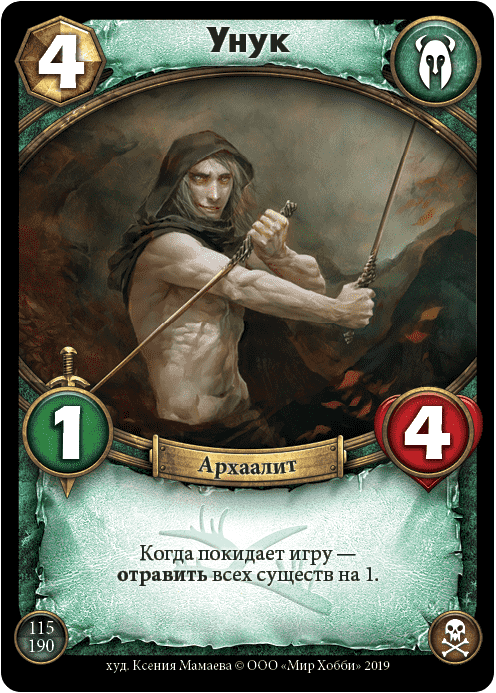 4
Унук
1
4
Архаалит
Когда покидает игру —
отравить всех существ на 1.
115
190
худ. Ксения Мамаева © ООО «Мир Хобби» 2019